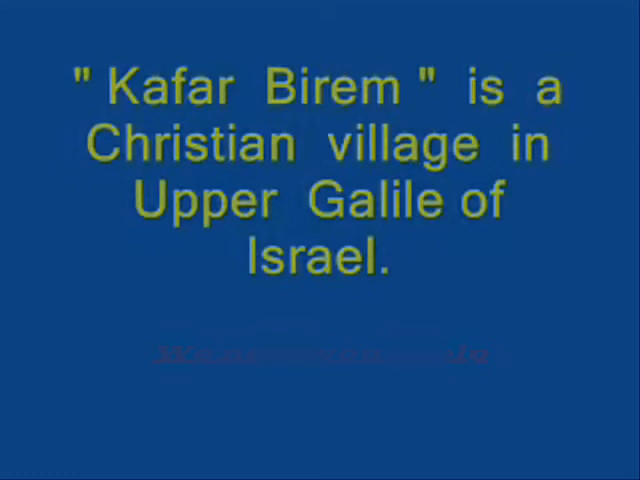 " Kafar Birem " is a
Christian village in
Upper Galile of
Israel.